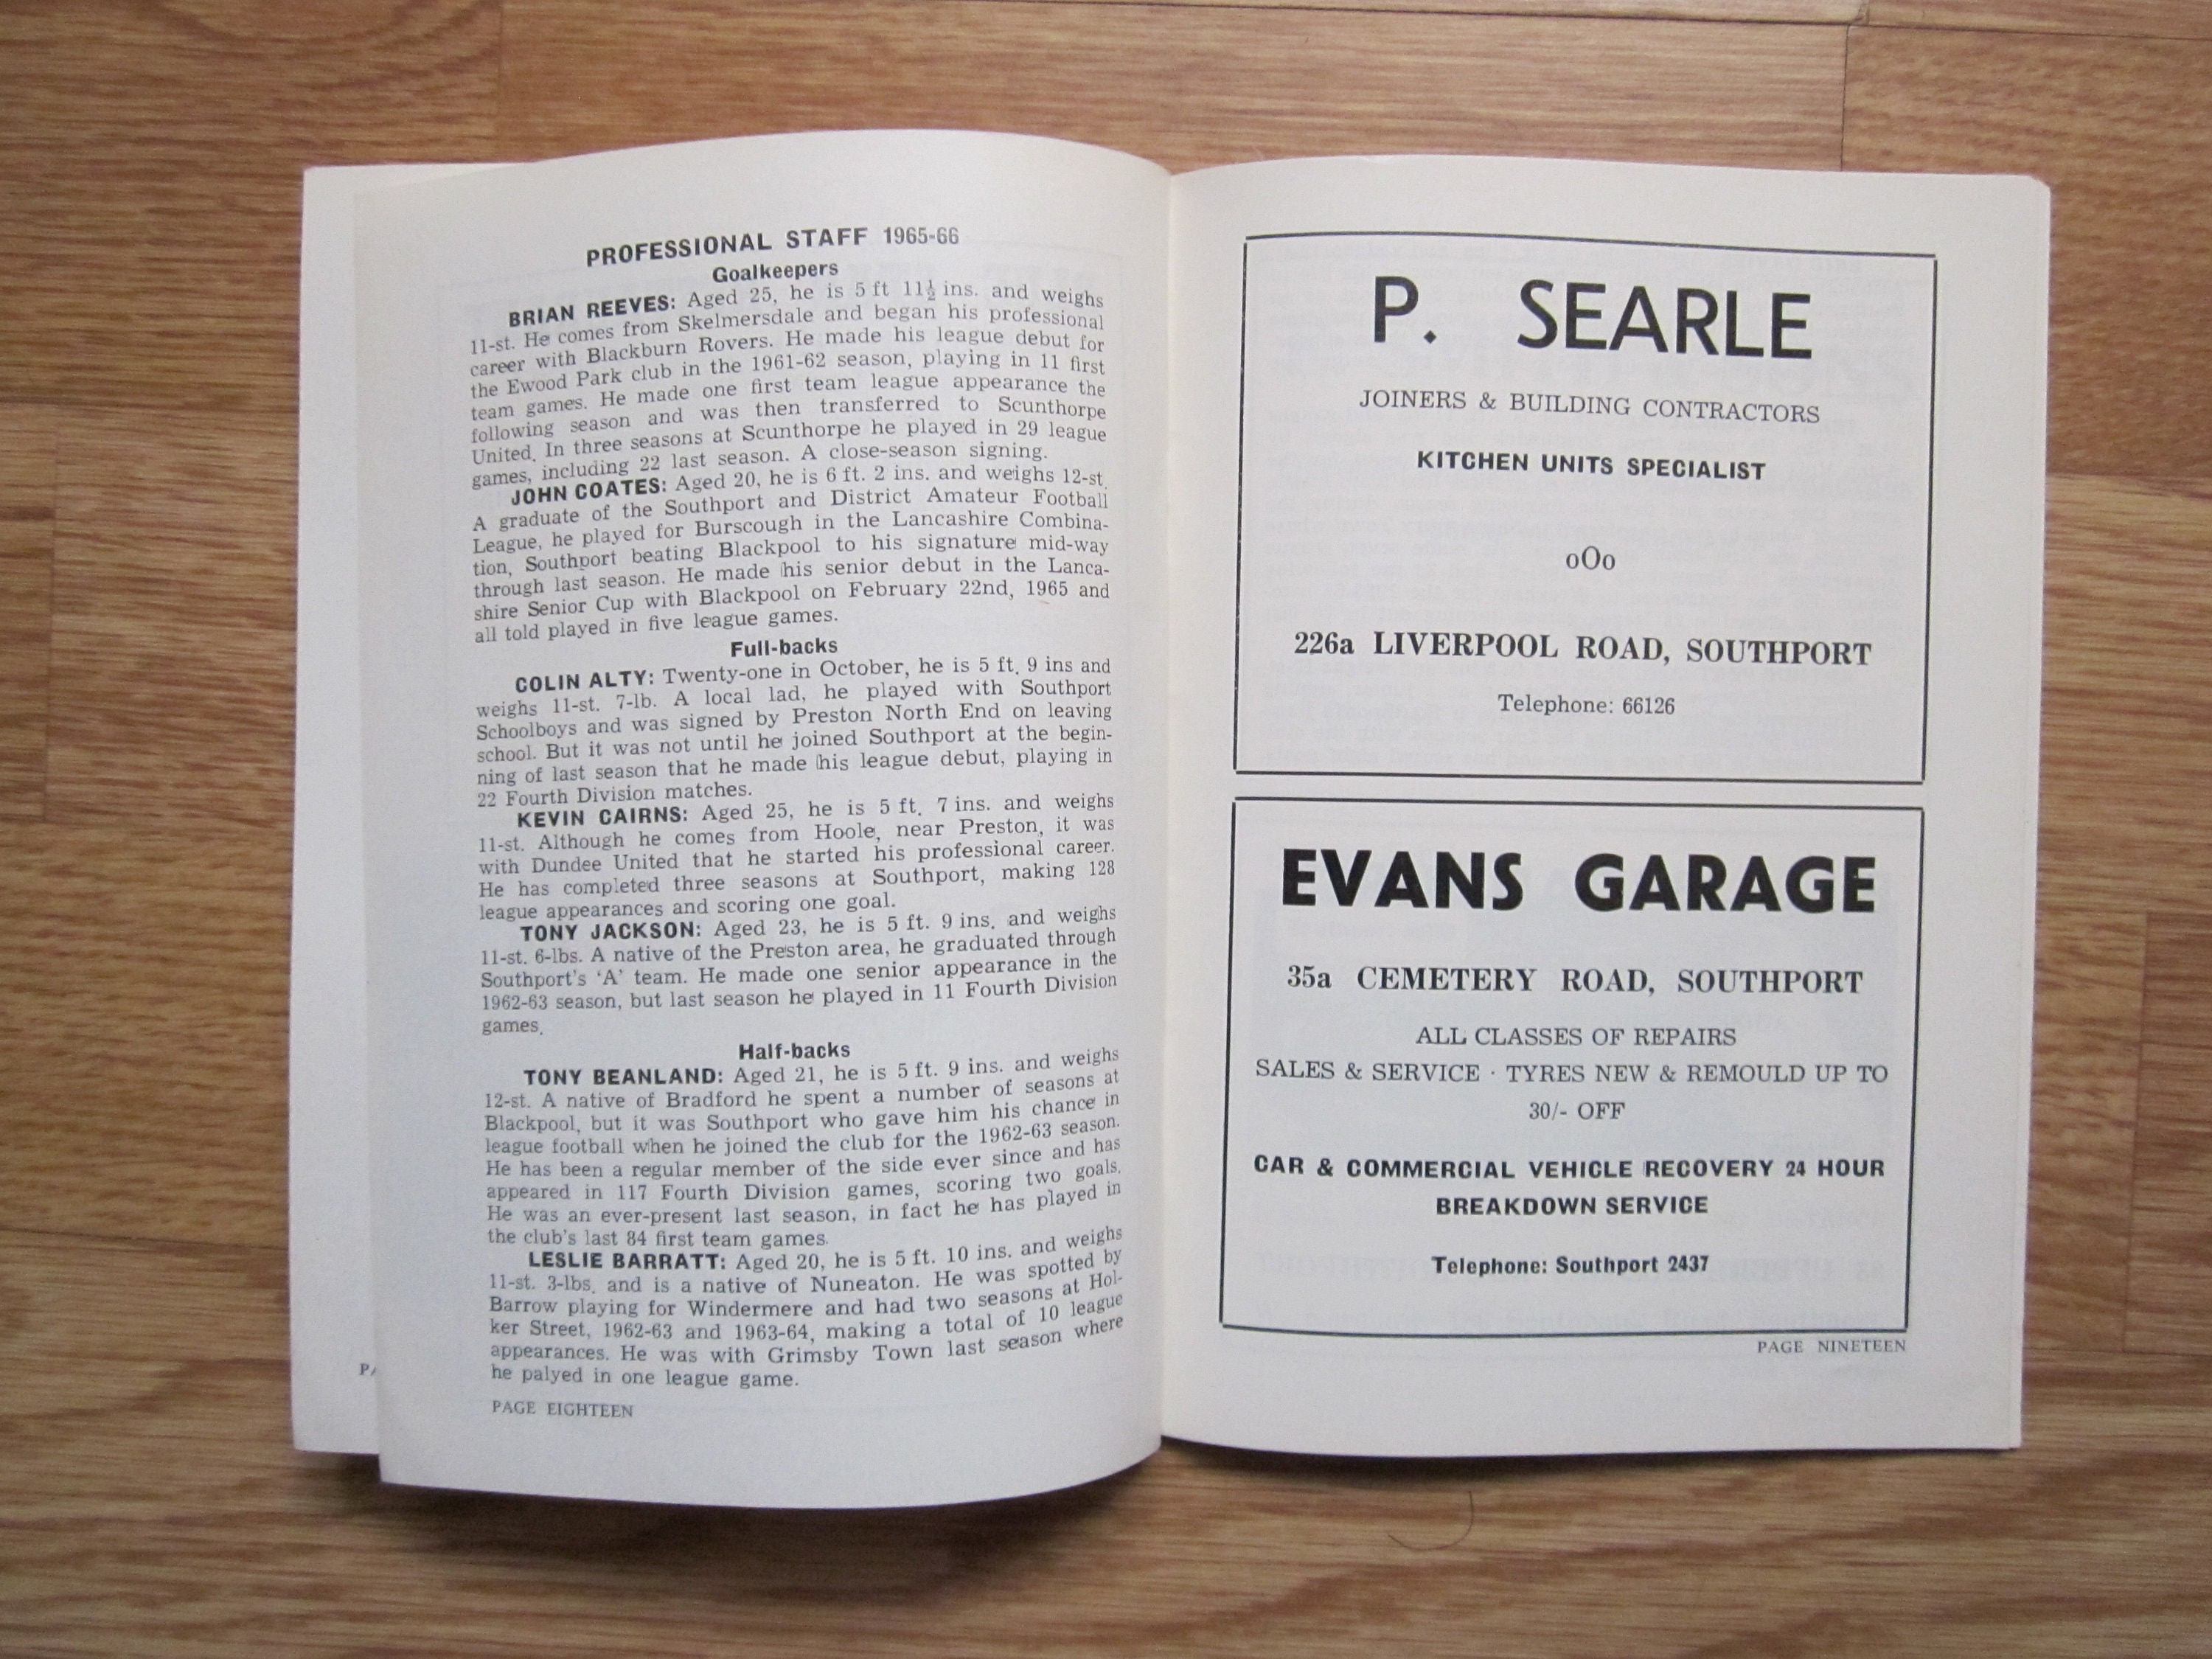 PROFESSIONAL STAFF 1965-66
Goalkeepers
BRIAN REEVES: Aged 25, he is 5 ft 11½ ins. and weighs
11-st. He comes from Skelmersdale and began his professional
career with Blackburn Rovers. He made his league debut for
the Ewood Park club in the 1961-62 season, playing in 11 first
team games. He made one first team league appearance the
following season and was then transferred to Scunthorpe
United. In three seasons at Scunthorpe he played in 29 league
games, including 22 last season. A close-season signing.
JOHN COATES: Aged 20, he is 6 ft. 2 ins. and weighs 12-st.
A graduate of the Southport and District Amateur Football
League, he played for Burscough in the Lancashire Combina-
tion, Southport beating Blackpool to his signature mid-way
through last season. He made his senior debut in the Lanca-
shire Senior Cup with Blackpool on February 22nd, 1965 and
all told played in five league games.
Full-backs
COLIN ALTY: Twenty-one in October, he is 5 ft. 9 ins and
weighs 11-st. 7-lb. A local lad, he played with Southport
Schoolboys and was signed by Preston North End on leaving
school. But it was not until he joined Southport at the begin-
ning of last season that he made his league debut, playing in
22 Fourth Division matches.
KEVIN CAIRNS: Aged 25, he is 5 ft. 7 ins. and weighs
11-st. Although he comes from Hoole, near Preston, it was
with Dundee United that he started his professional career.
He has completed three seasons at Southport, making 128
league appearances and scoring one goal.
TONY JACKSON: Aged 23, he is 5 ft. 9 ins. and weighs
11-st. 6-lbs. A native of the Preston area, he graduated through
Southport's 'A' team. He made one senior appearance in the
1962-63 season, but last season he played in 11 Fourth Division
games.
Half-backs
TONY BEANLAND: Aged 21, he is 5 ft. 9 ins. and weighs
12-st. A native of Bradford he spent a number of seasons at
Blackpool, but it was Southport who gave him his chance in
league football when he joined the club for the 1962-63 season.
He has been a regular member of the side ever since and has
appeared in 117 Fourth Division games, scoring two goals.
He was an ever-present last season, in fact he has played in
the club's last 84 first team games.
LESLIE BARRATT: Aged 20, he is 5 ft. 10 ins. and weighs
11-st. 3-lbs. and is a native of Nuneaton. He was spotted by
Barrow playing for Windermere and had two seasons at Hol-
ker Street, 1962-63 and 1963-64, making a total of 10 league
appearances. He was with Grimsby Town last season where
he palyed in one league game.
PAGE EIGHTEEN
P. SEARLE
JOINERS & BUILDING CONTRACTORS
KITCHEN UNITS SPECIALIST
oOo
226a LIVERPOOL ROAD, SOUTHPORT
Telephone: 66126
EVANS GARAGE
35a CEMETERY ROAD, SOUTHPORT
ALL CLASSES OF REPAIRS
SALES & SERVICE · TYRES NEW & REMOULD UP TO
30/- OFF
CAR & COMMERCIAL VEHICLE RECOVERY 24 HOUR
BREAKDOWN SERVICE
Telephone: Southport 2437
PAGE NINETEEN